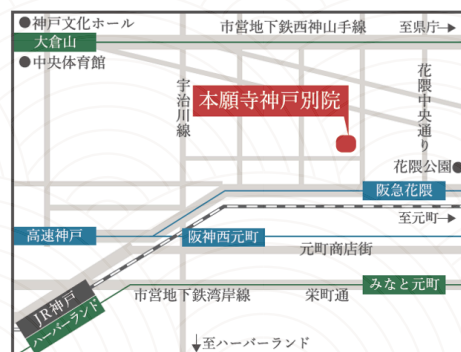 ●神戸文化ホール
市営地下鉄西神山手線
至県庁→
大倉山
●中央体育館
宇治川線
本願寺神戸別院
花隈中央通り
花隈公園●
阪急花隈
至元町→
高速神戸
阪神西元町
元町商店街
みなと元町
市営地下鉄湾岸線
栄町通
JR神戸
ハーバーランド
↓至ハーバーランド